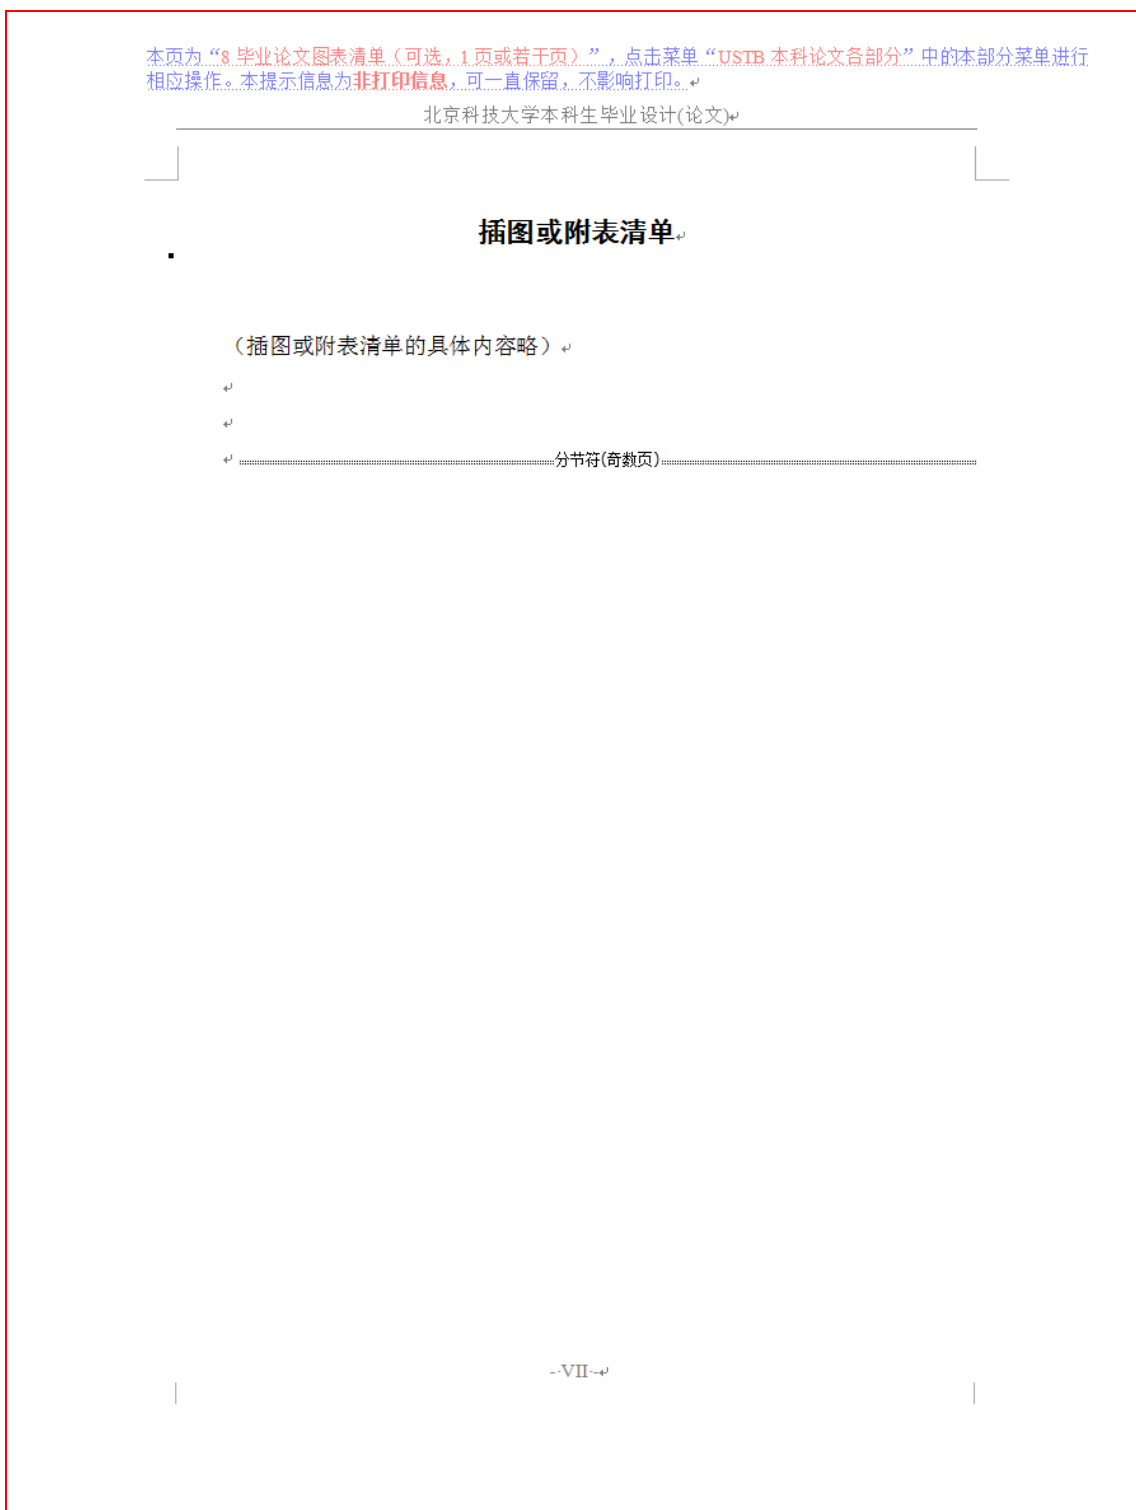 本页为“8 毕业论文图表清单（可选，1 页或若干页）”，点击菜单“USTB 本科论文各部分”中的本部分菜单进行
相应操作。本提示信息为非打印信息，可一直保留，不影响打印。
北京科技大学本科生毕业设计(论文)
插图或附表清单
（插图或附表清单的具体内容略）
分节符(奇数页)
- VII -